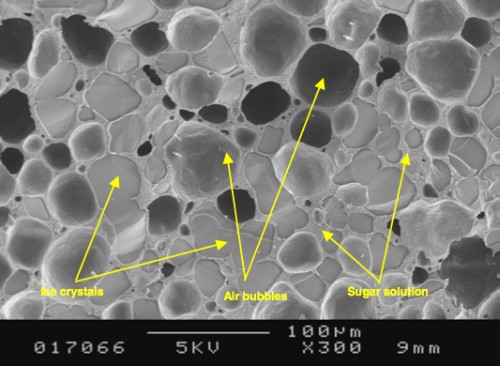 Ice crystals
Air bubbles
Sugar solution
100µm
017066 5KV X300 9mm